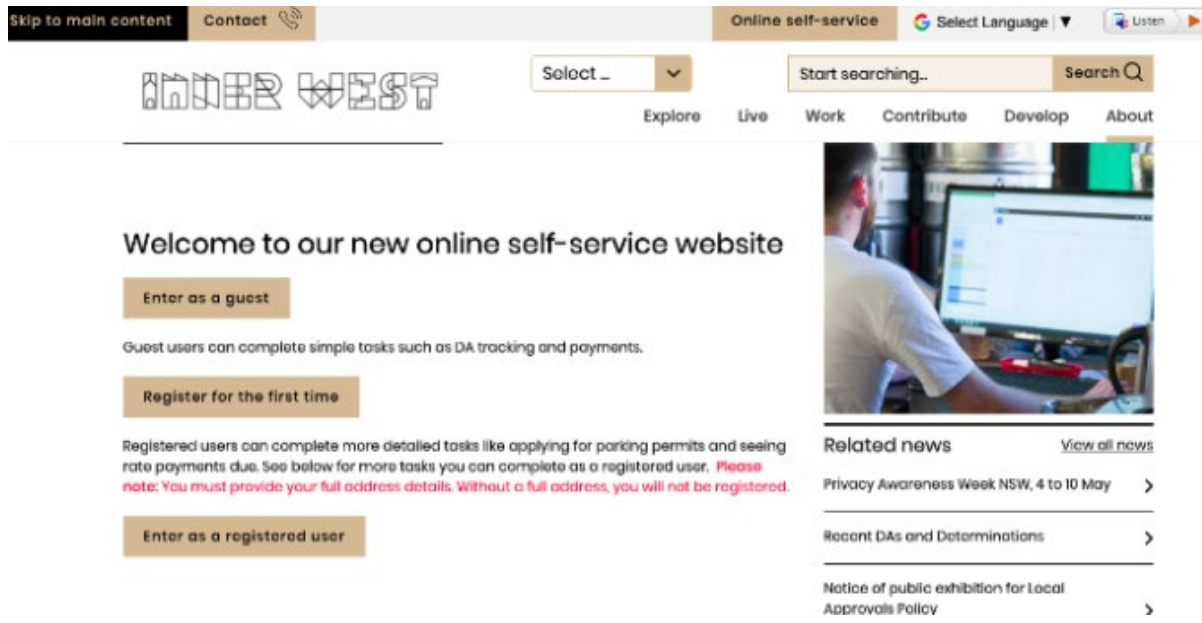 Skip to main content
Contact
Online self-service
G Select Language ▼
Listen
INNER WEST
Select ...
Start searching...
Search
Explore Live Work Contribute Develop About
Welcome to our new online self-service website
Enter as a guest
Guest users can complete simple tasks such as DA tracking and payments.
Register for the first time
Registered users can complete more detailed tasks like applying for parking permits and seeing
rate payments due. See below for more tasks you can complete as a registered user. Please
note: You must provide your full address details. Without a full address, you will not be registered.
Enter as a registered user
Related news
View all news
Privacy Awareness Week NSW, 4 to 10 May
Recent DAs and Determinations
Notice of public exhibition for Local
Approvals Policy